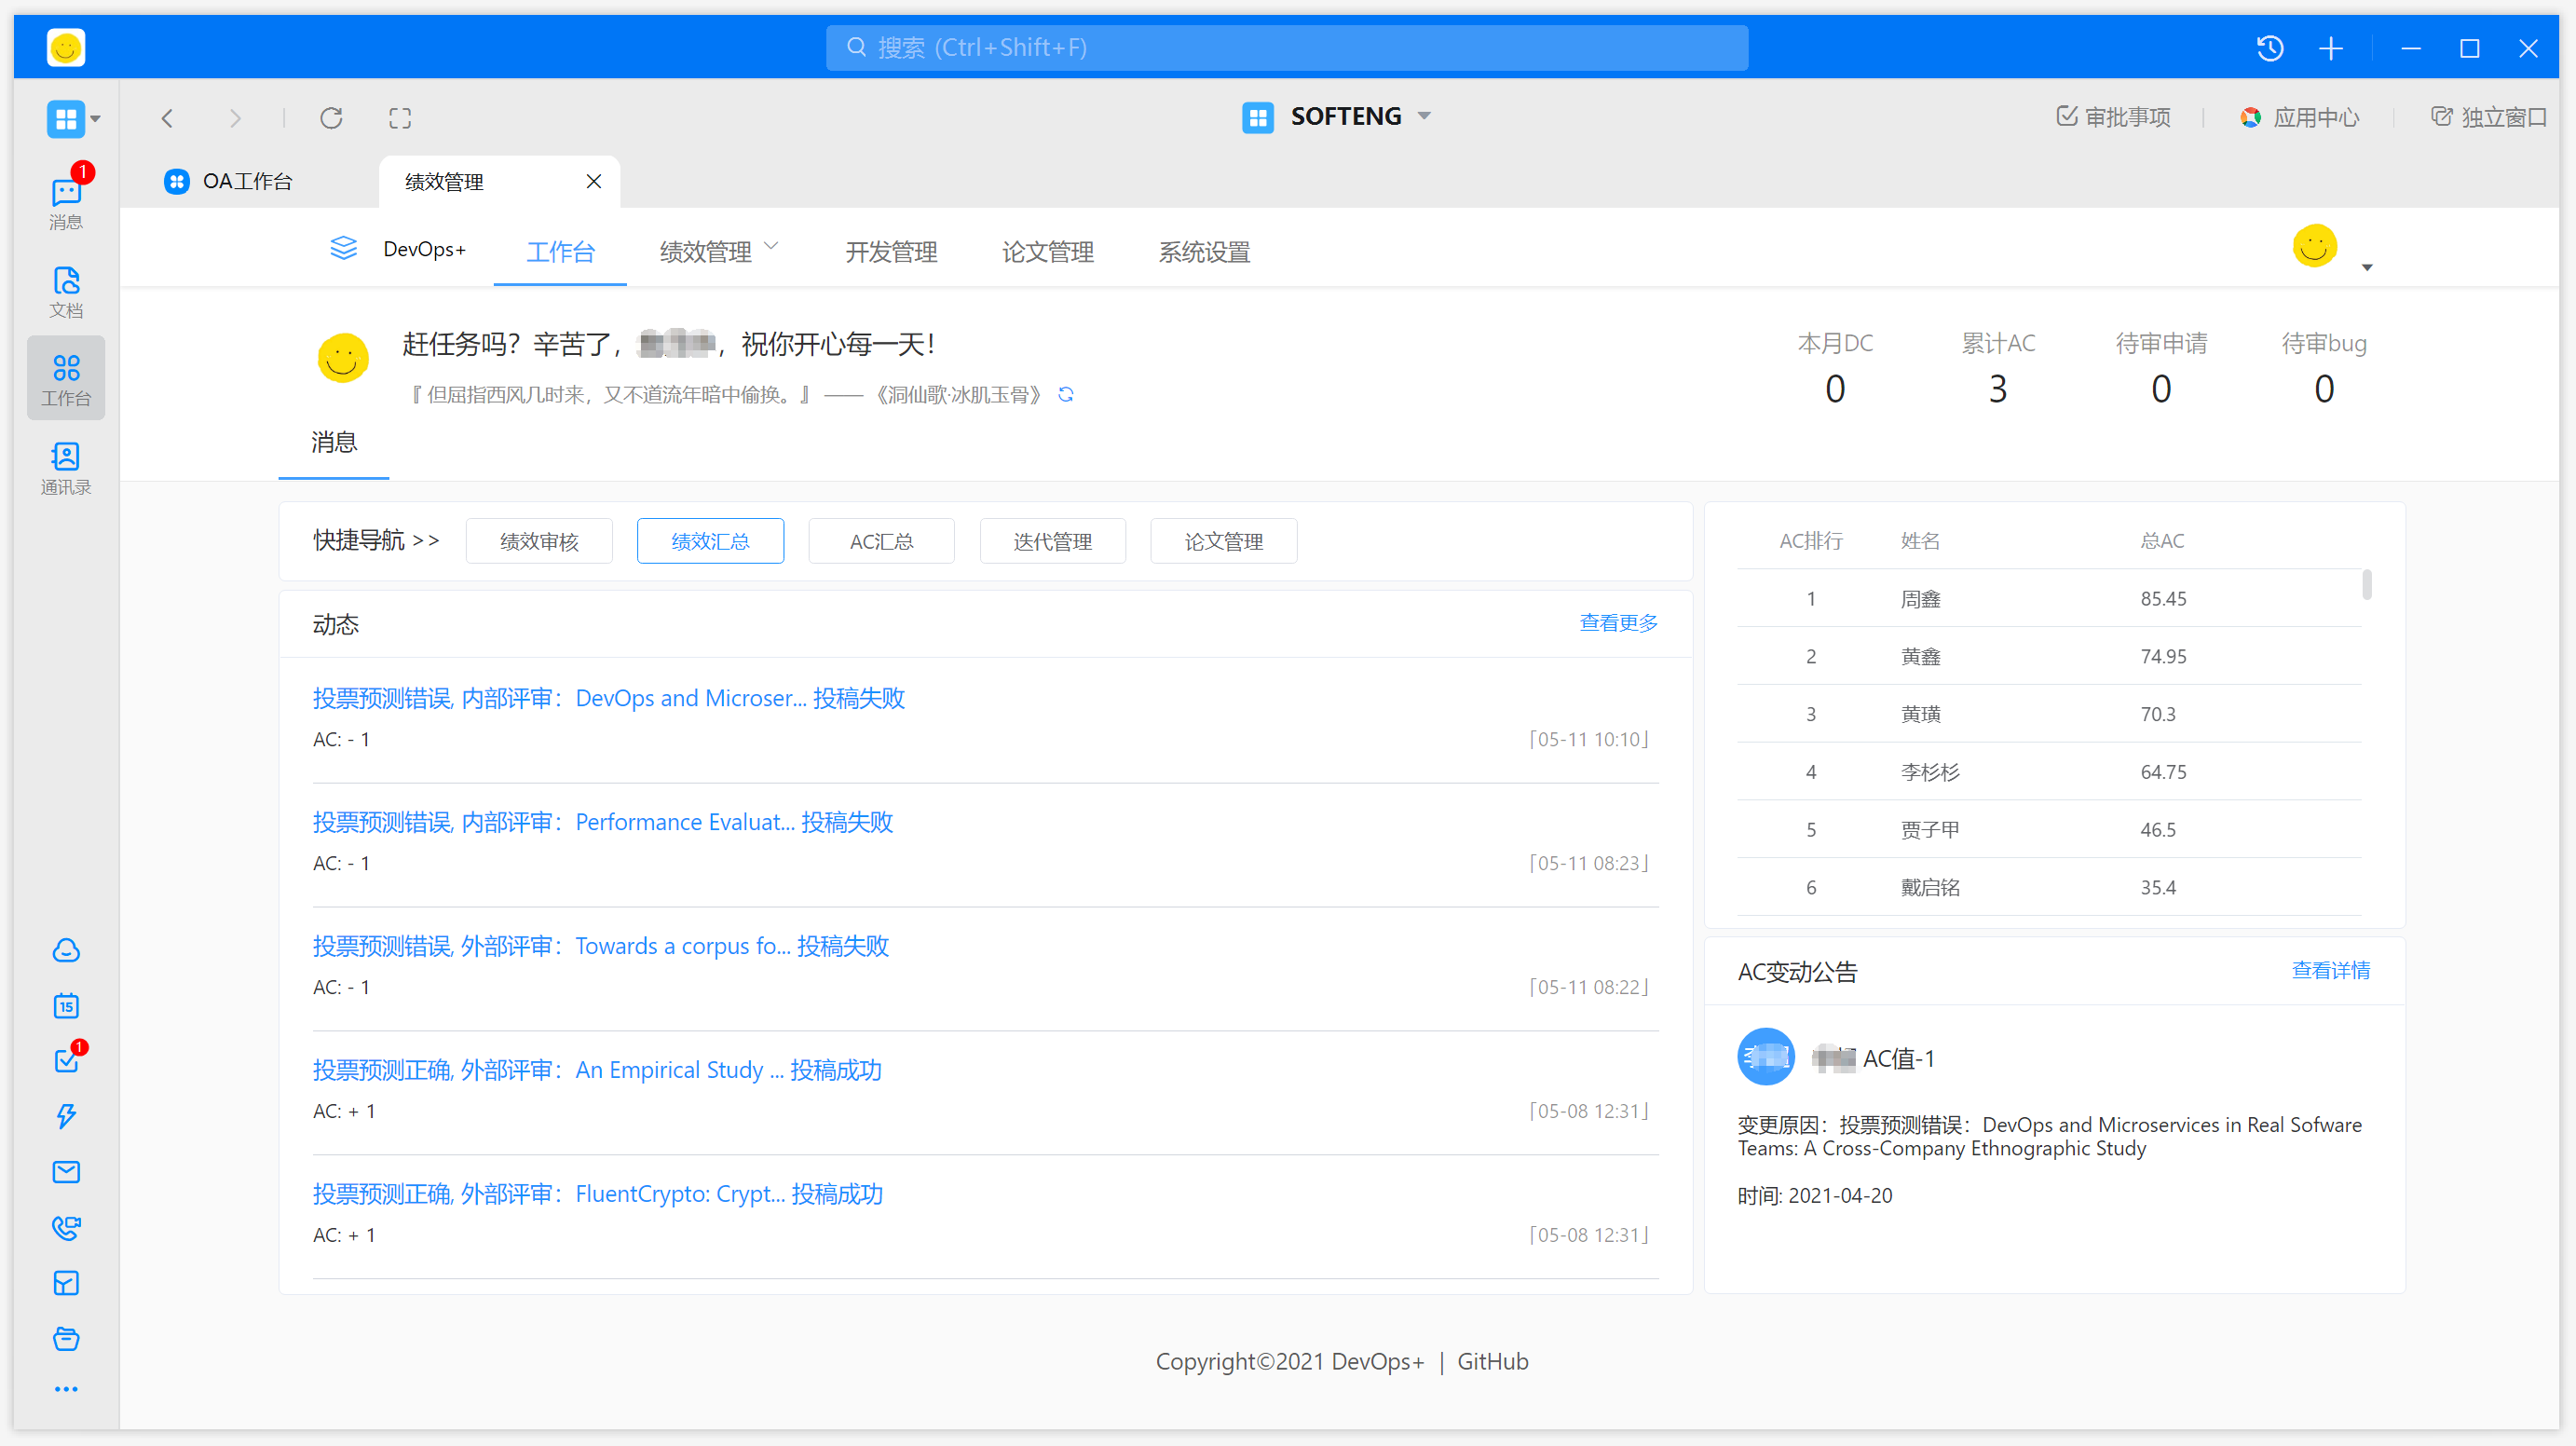 搜索 (Ctrl+Shift+F)
SOFTENG
审批事项
应用中心
独立窗口
1
消息
文档
工作台
通讯录
15
1
OA工作台
绩效管理
DevOps+
工作台
绩效管理
开发管理
论文管理
系统设置
赶任务吗？辛苦了， ，祝你开心每一天！
『 但屈指西风几时来，又不道流年暗中偷换。』 —— 《洞仙歌·冰肌玉骨》
本月DC
0
累计AC
3
待审申请
0
待审bug
0
消息
快捷导航 >>
绩效审核
绩效汇总
AC汇总
迭代管理
论文管理
动态
查看更多
投票预测错误, 内部评审：DevOps and Microser... 投稿失败
AC: - 1
「05-11 10:10」
投票预测错误, 内部评审：Performance Evaluat... 投稿失败
AC: - 1
「05-11 08:23」
投票预测错误, 外部评审：Towards a corpus fo... 投稿失败
AC: - 1
「05-11 08:22」
投票预测正确, 外部评审：An Empirical Study ... 投稿成功
AC: + 1
「05-08 12:31」
投票预测正确, 外部评审：FluentCrypto: Crypt... 投稿成功
AC: + 1
「05-08 12:31」
AC排行 姓名 总AC
1 周鑫 85.45
2 黄鑫 74.95
3 黄璜 70.3
4 李杉杉 64.75
5 贾子甲 46.5
6 戴启铭 35.4
AC变动公告
查看详情
AC值-1
变更原因：投票预测错误：DevOps and Microservices in Real Sofware
Teams: A Cross-Company Ethnographic Study
时间: 2021-04-20
Copyright©2021 DevOps+ | GitHub